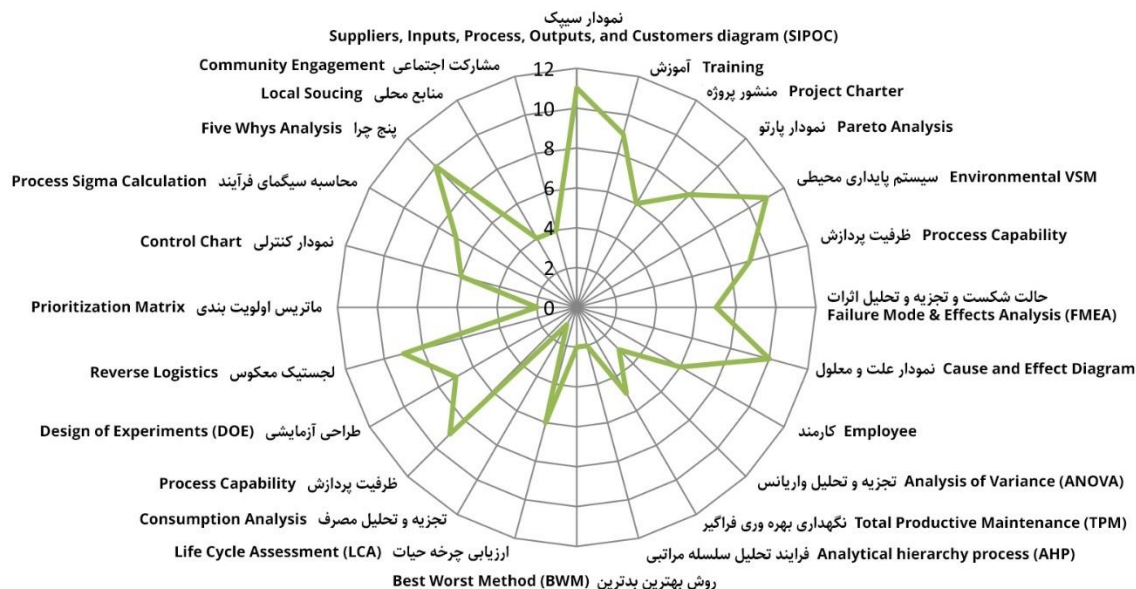 نمودار سیپک
Suppliers, Inputs, Process, Outputs, and Customers diagram (SIPOC)
آموزش Training
منشور پروژه Project Charter
نمودار پارتو Pareto Analysis
سیستم پایداری محیطی Environmental VSM
ظرفیت پردازش Proccess Capability
حالت شکست و تجزیه و تحلیل اثرات
Failure Mode & Effects Analysis (FMEA)
نمودار علت و معلول Cause and Effect Diagram
کارمند Employee
تجزیه و تحلیل واریانس Analysis of Variance (ANOVA)
نگهداری بهره وری فراگیر Total Productive Maintenance (TPM)
فرایند تحلیل سلسله مراتبی Analytical hierarchy process (AHP)
Best Worst Method (BWM) روش بهترین بدترین
Life Cycle Assessment (LCA) ارزیابی چرخه حیات
Consumption Analysis تجزیه و تحلیل مصرف
Process Capability ظرفیت پردازش
Design of Experiments (DOE) طراحی آزمایشی
Reverse Logistics لجستیک معکوس
Prioritization Matrix ماتریس اولویت بندی
Control Chart نمودار کنترلی
Process Sigma Calculation محاسبه سیگمای فرآیند
Five Whys Analysis پنج چرا
Local Soucing منابع محلی
Community Engagement مشارکت اجتماعی
12
10
8
6
4
2
0